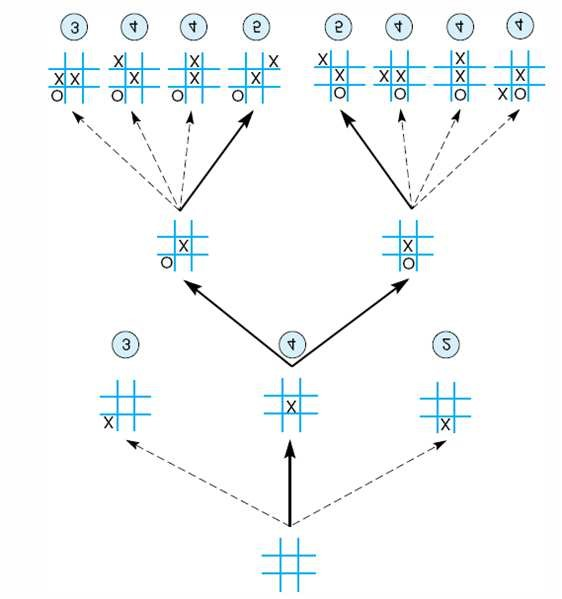 3 4 4 5 5 4 4 4
X X X X X
X X X X X X X X X X
O O O O O O O X O
X X
O O
3 4 2
X
X X